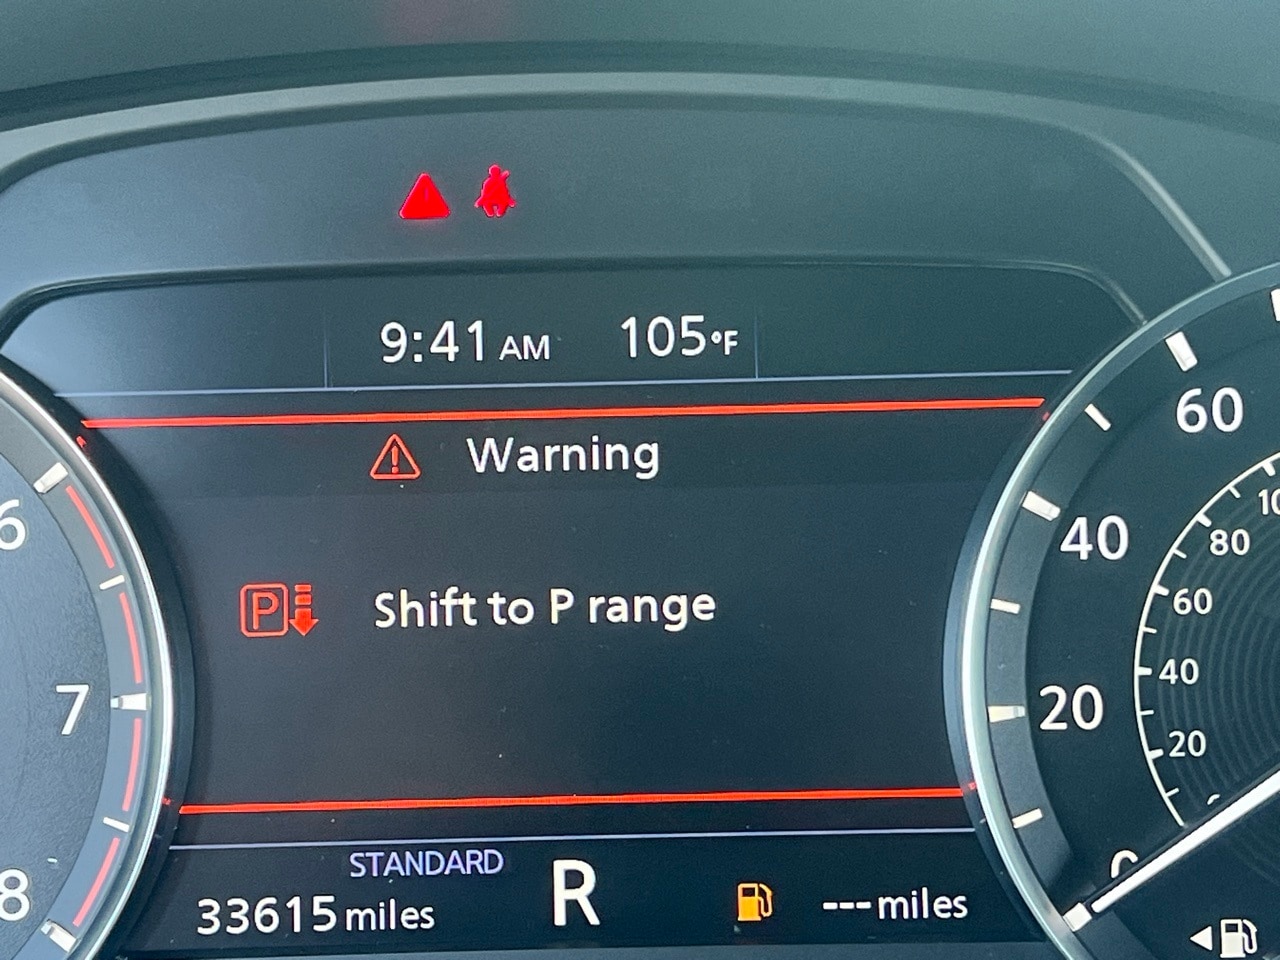 9:41 AM 105°F
Warning
P Shift to P range
STANDARD
33615 miles R ---miles
6
7
8
60
40
20
0
80
60
40
20